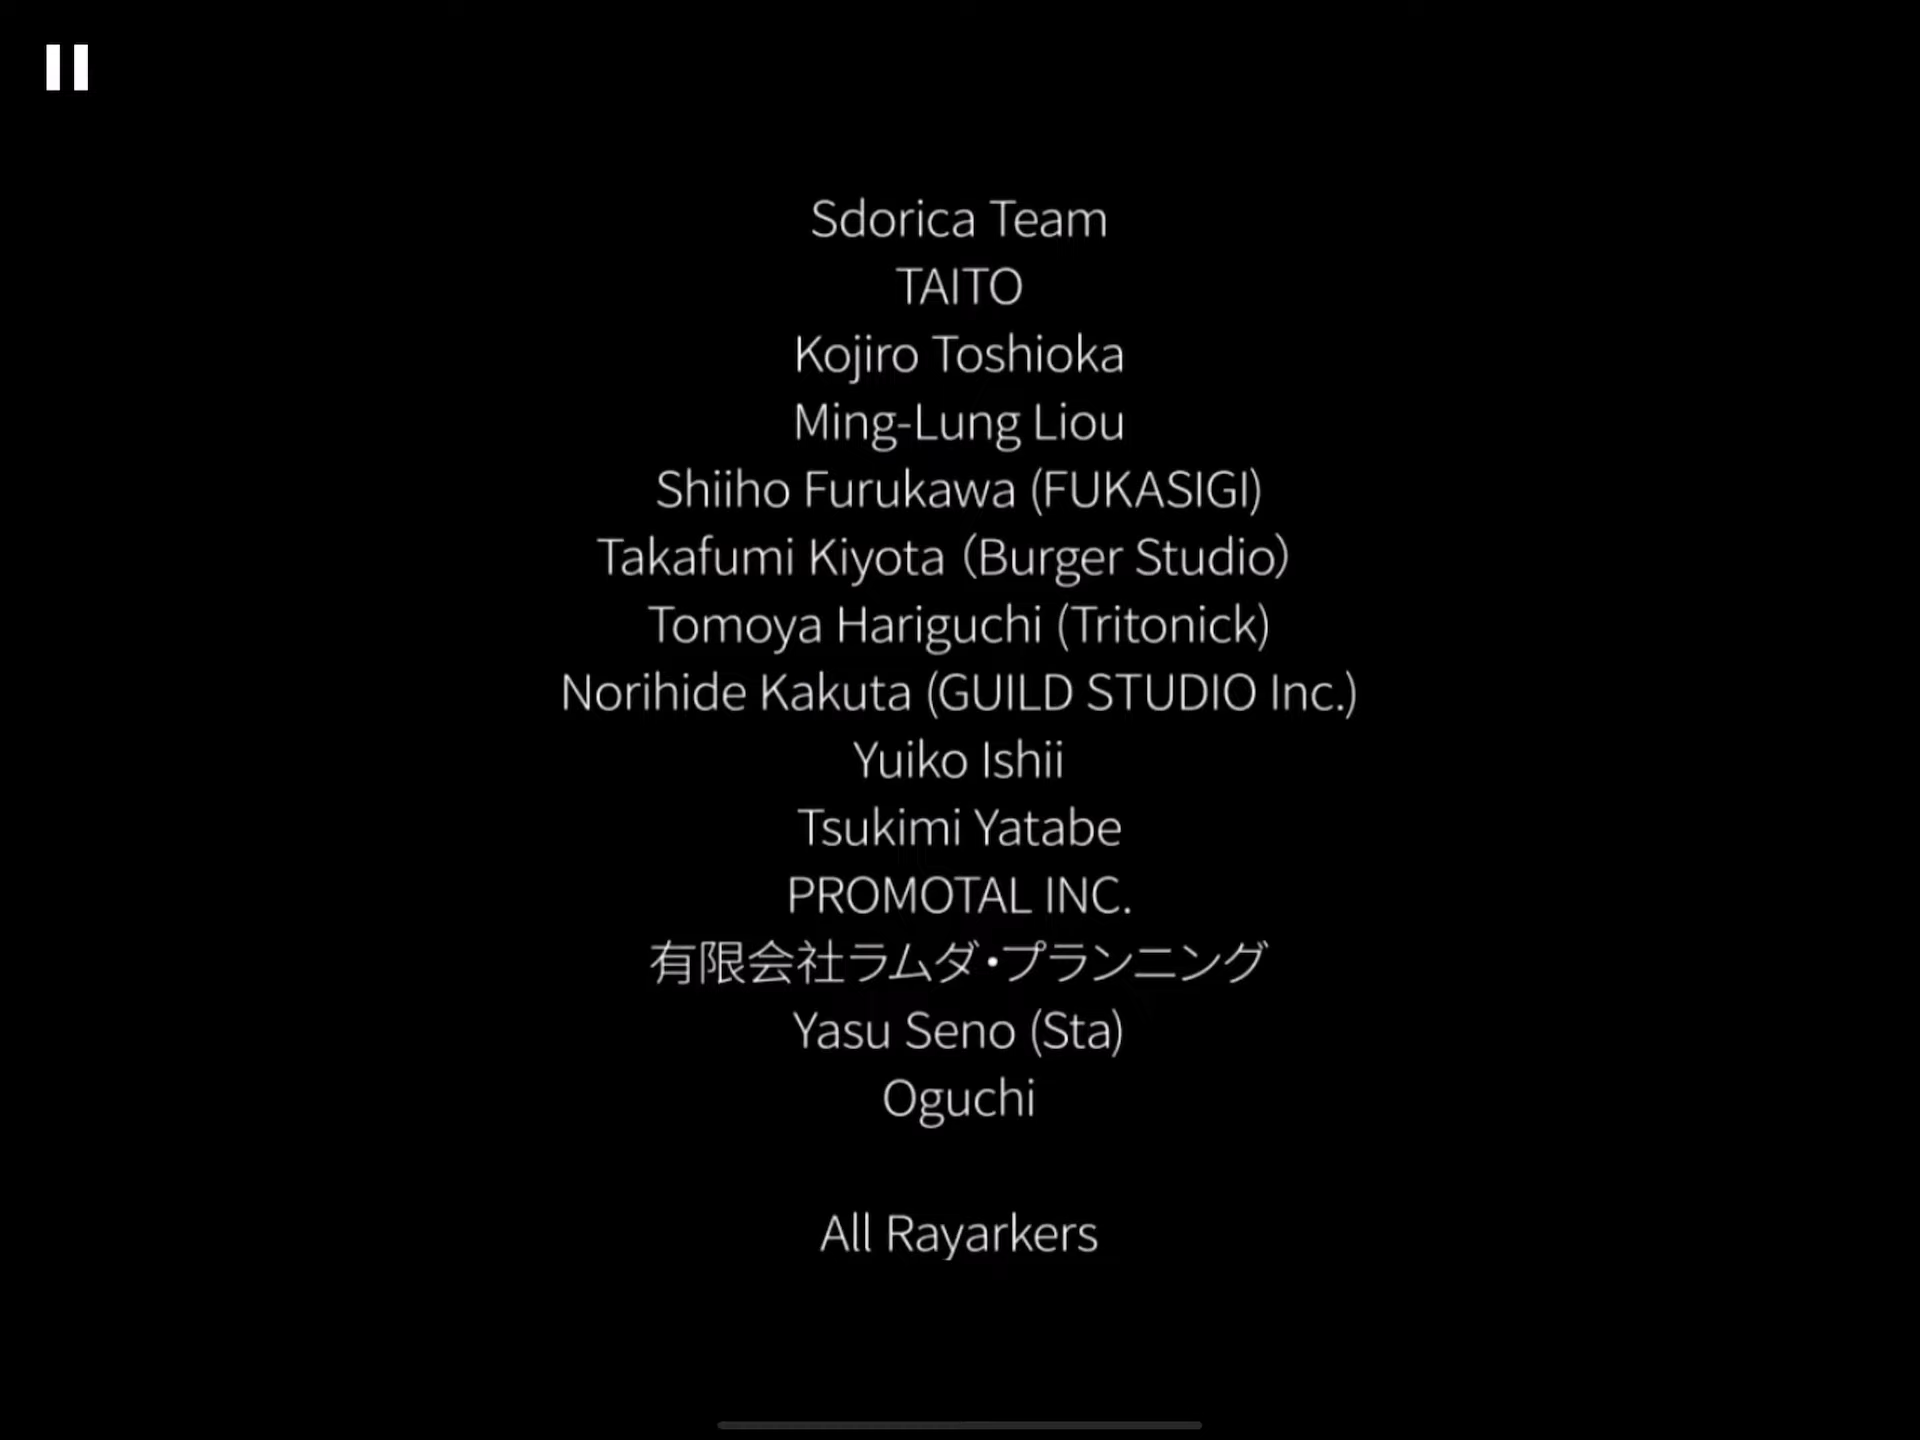 Sdorica Team
TAITO
Kojiro Toshioka
Ming-Lung Liou
Shiiho Furukawa (FUKASIGI)
Takafumi Kiyota（Burger Studio）
Tomoya Hariguchi (Tritonick)
Norihide Kakuta (GUILD STUDIO Inc.)
Yuiko Ishii
Tsukimi Yatabe
PROMOTAL INC.
有限会社ラムダ・プランニング
Yasu Seno (Sta)
Oguchi
All Rayarkers